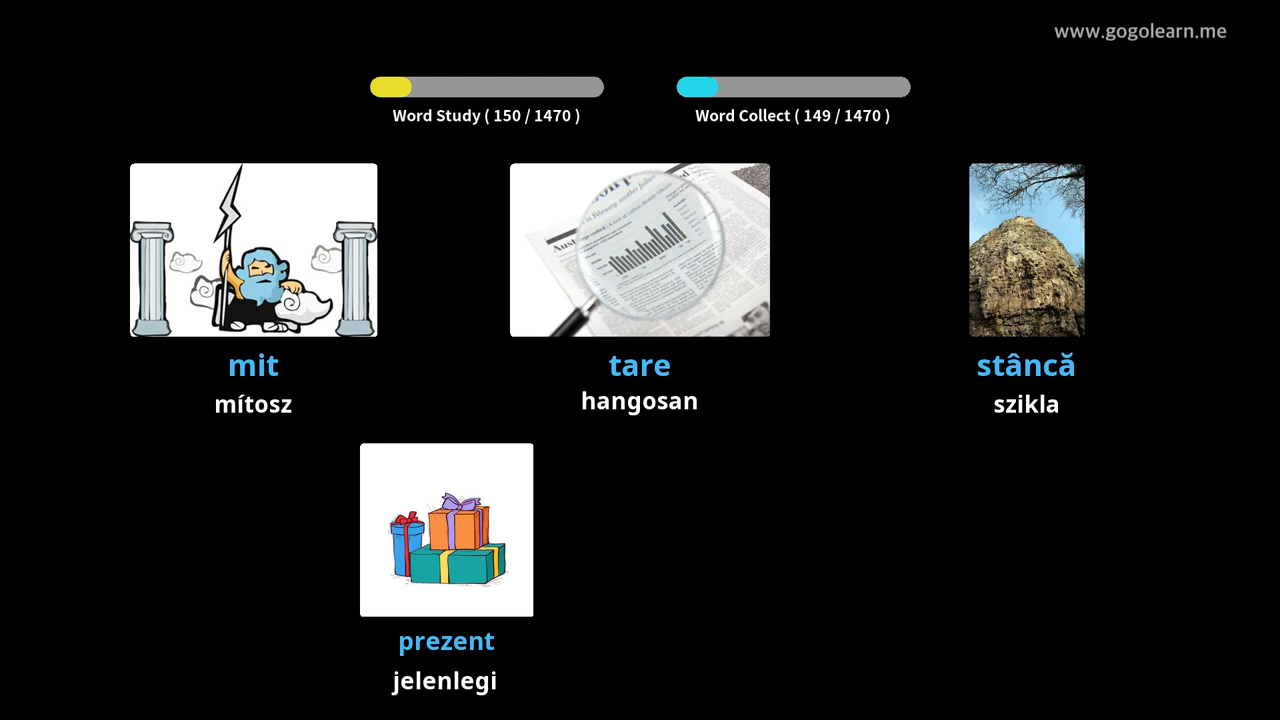 www.gogolearn.me
Word Study ( 150 / 1470 )
Word Collect ( 149 / 1470 )
mit
mítosz
tare
hangosan
stâncă
szikla
prezent
jelenlegi